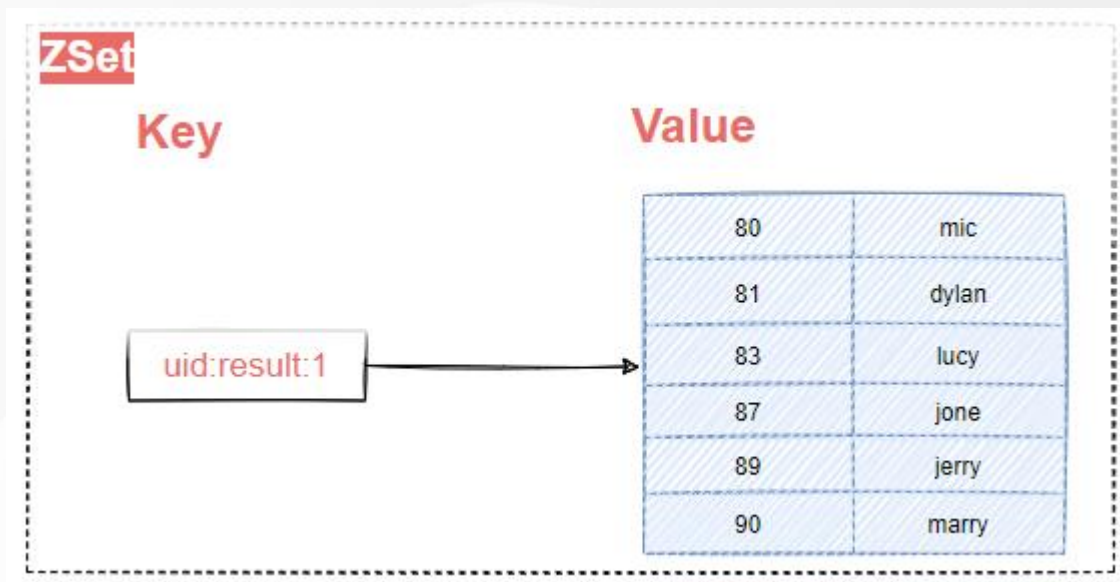 ZSet
Key Value
80 mic
81 dylan
uid:result:1
83 lucy
87 jone
89 jerry
90 marry